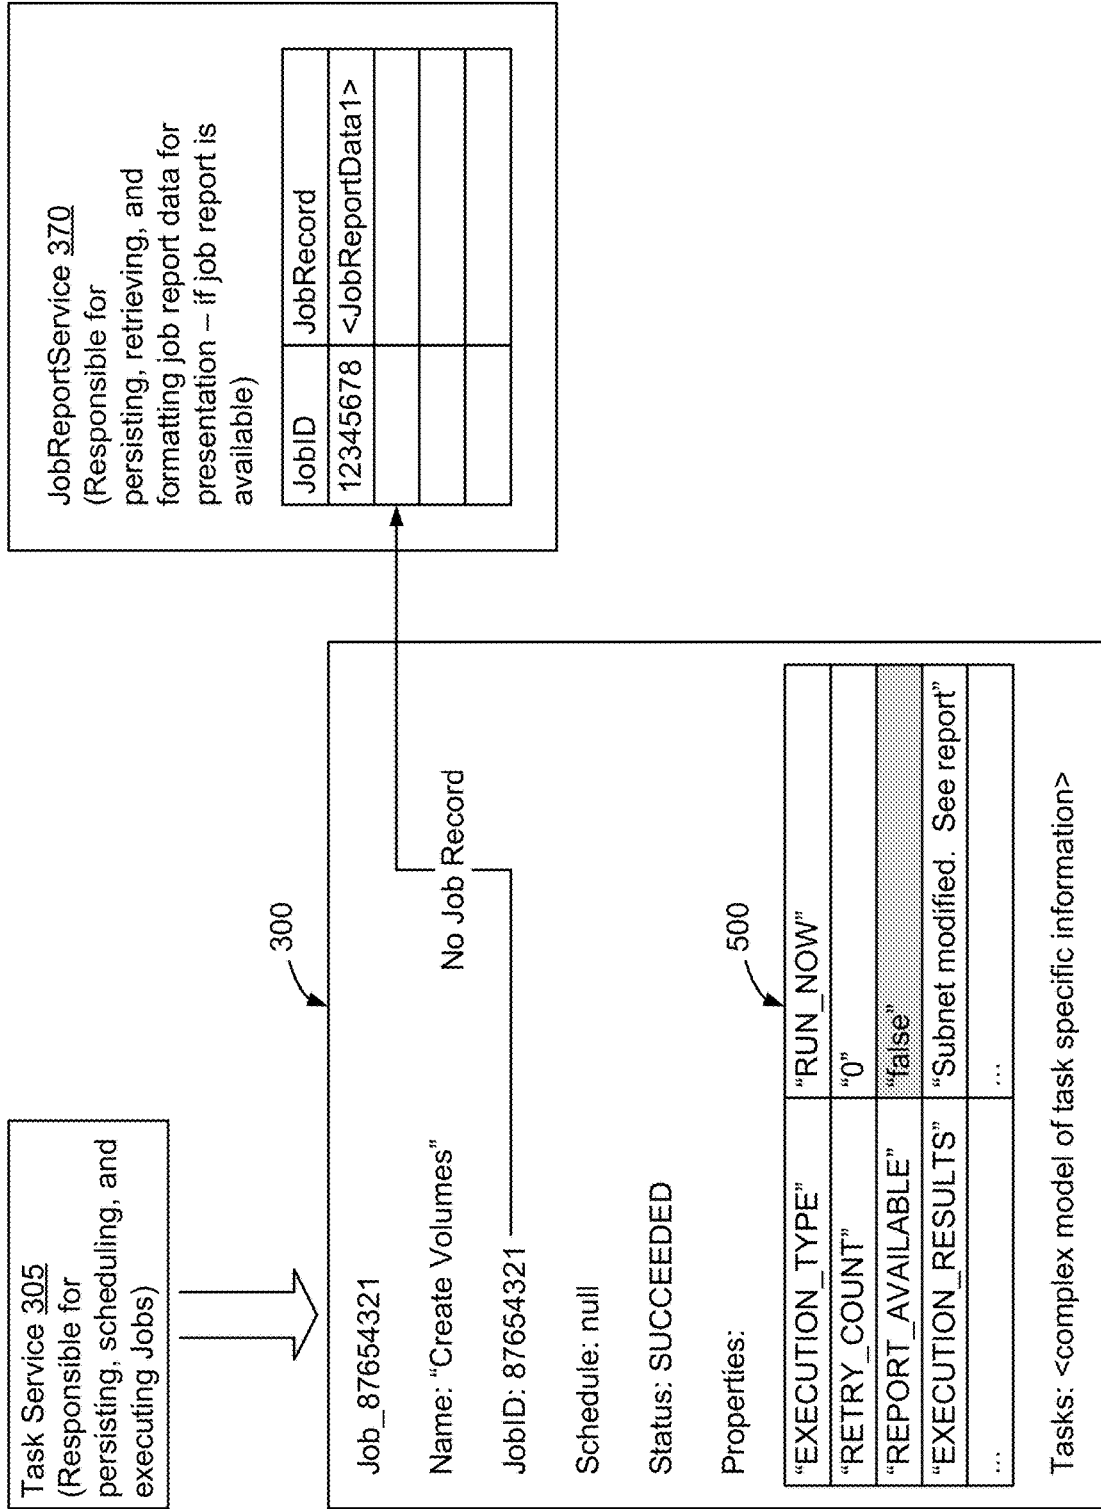 Task Service 305
(Responsible for
persisting, scheduling, and
executing Jobs)
JobReportService 370
(Responsible for
persisting, retrieving, and
formatting job report data for
presentation – if job report is
available)
JobID JobRecord
12345678 <JobReportData1>
300
Job_87654321
Name: “Create Volumes”
No Job Record
JobID: 87654321
Schedule: null
Status: SUCCEEDED
Properties:
500
“EXECUTION_TYPE” “RUN_NOW”
“RETRY_COUNT” “0”
“REPORT_AVAILABLE” “false”
“EXECUTION_RESULTS” “Subnet modified. See report”
... ...
Tasks: <complex model of task specific information>